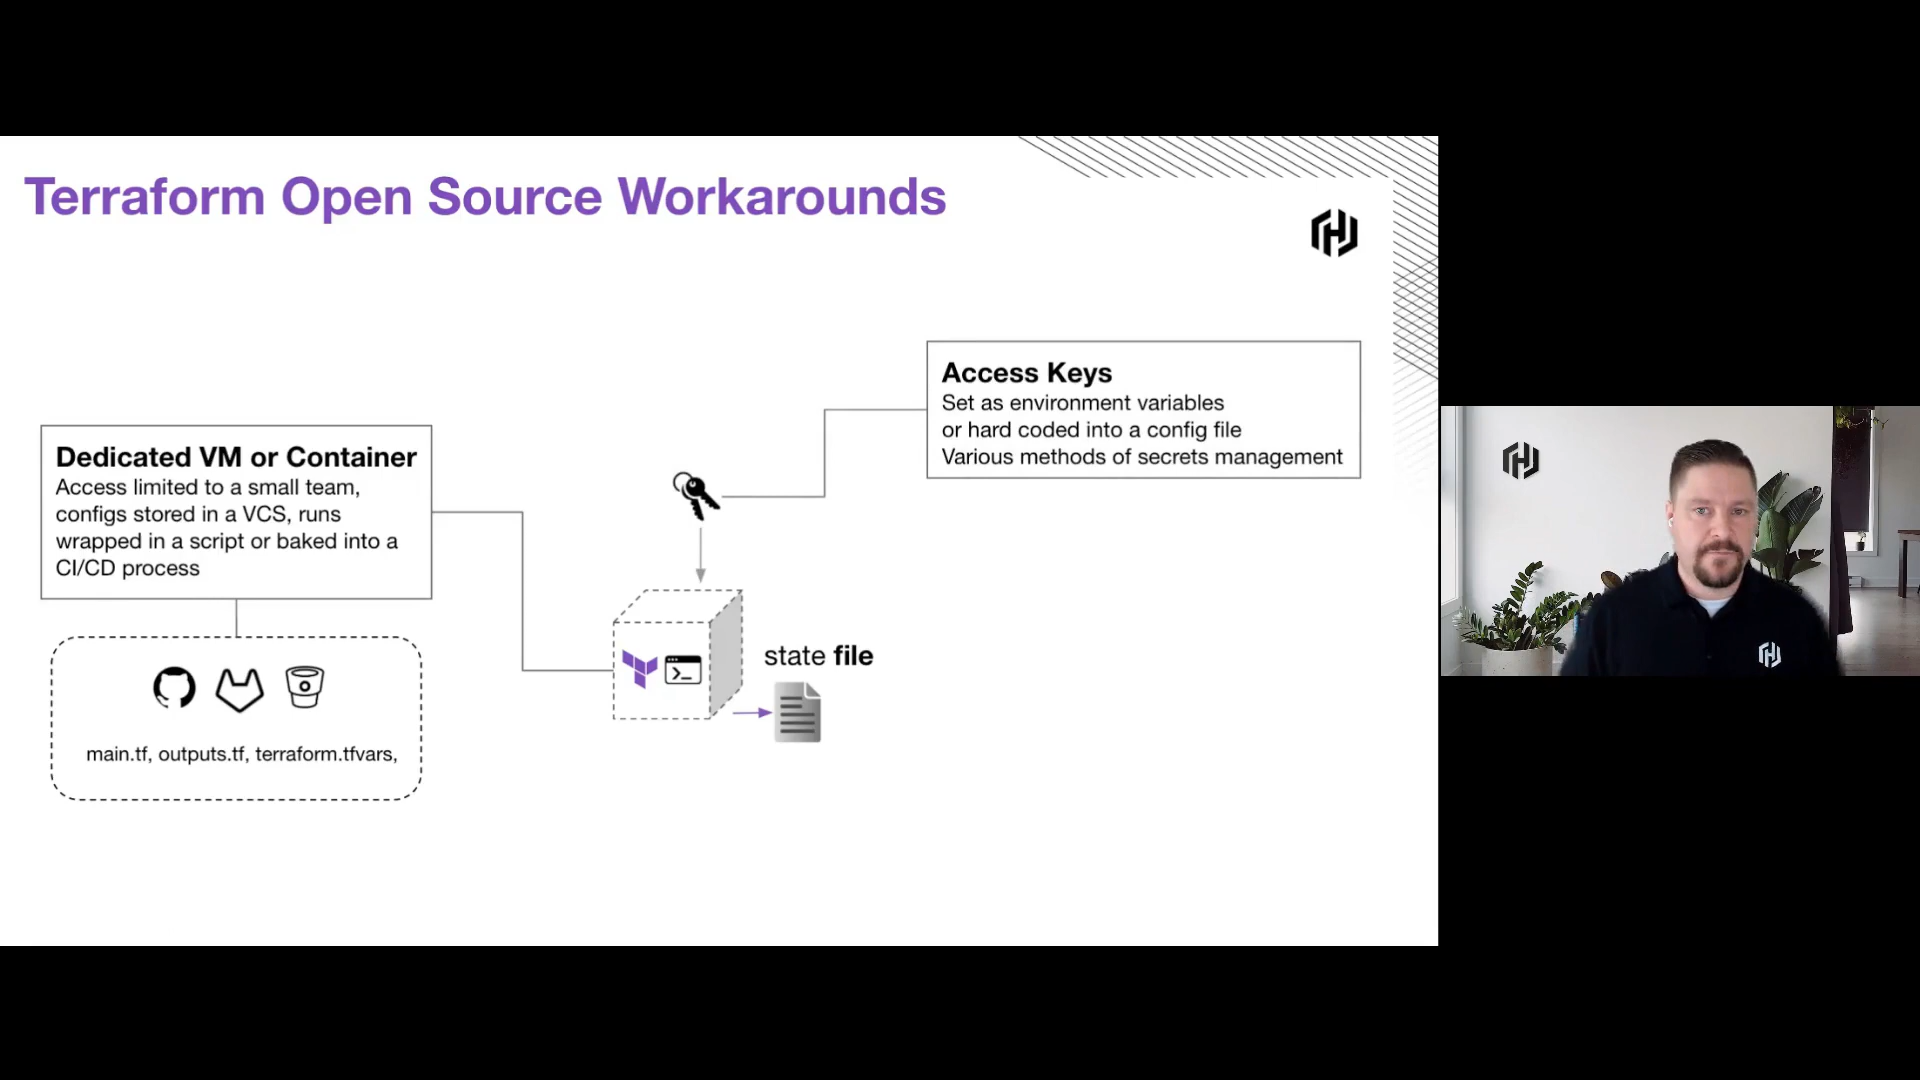 Terraform Open Source Workarounds
Access Keys
Set as environment variables
or hard coded into a config file
Various methods of secrets management
Dedicated VM or Container
Access limited to a small team,
configs stored in a VCS, runs
wrapped in a script or baked into a
CI/CD process
state file
main.tf, outputs.tf, terraform.tfvars,